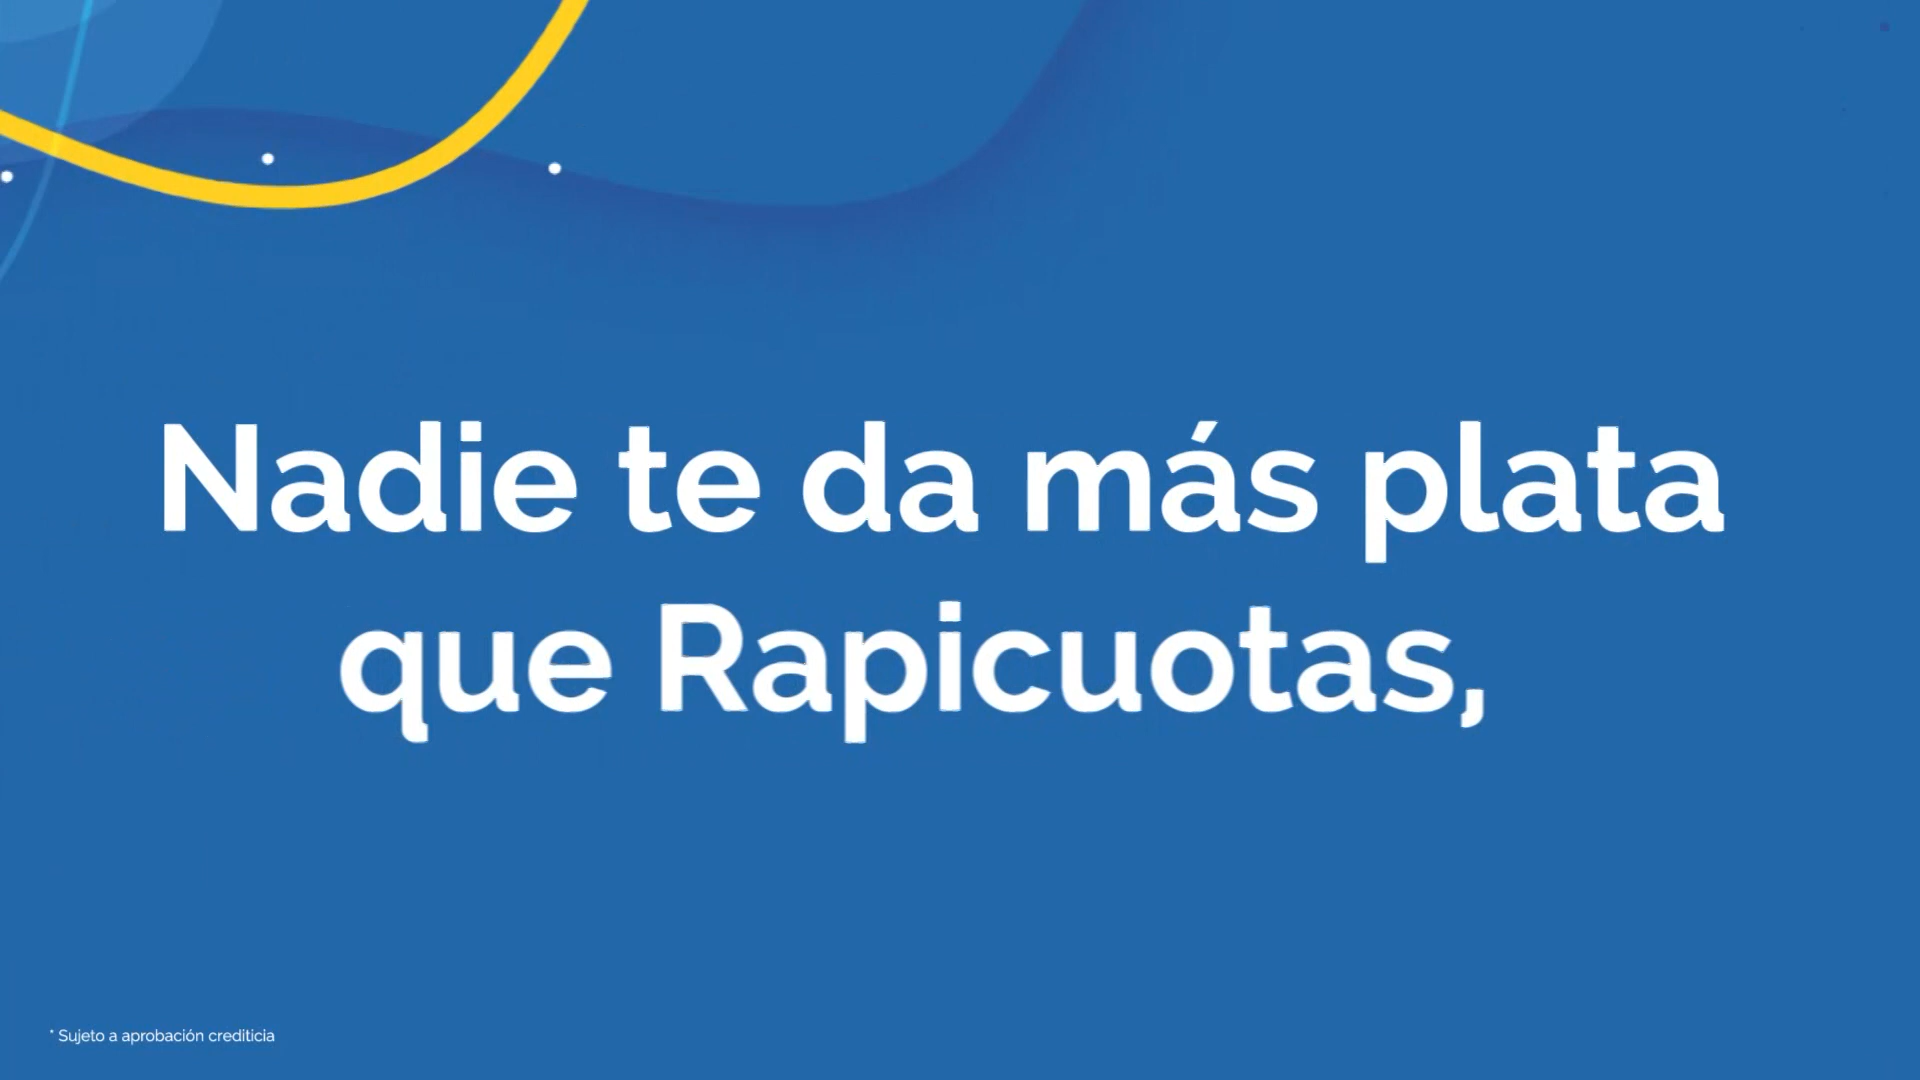 Nadie te da más plata
que Rapicuotas,
* Sujeto a aprobación crediticia